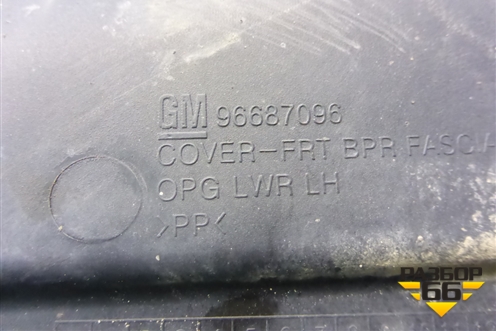 GM 96687096
COVER-FRT BPR FASCIA
OPG LWR LH
>PP<
РАЗБОР
66